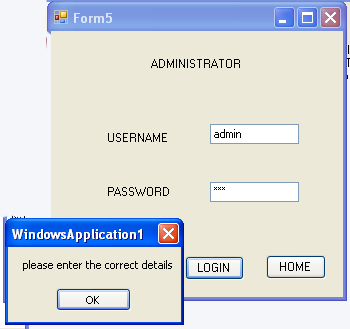 Form5
ADMINISTRATOR
USERNAME
admin
PASSWORD
***
LOGIN
HOME
WindowsApplication1
please enter the correct details
OK